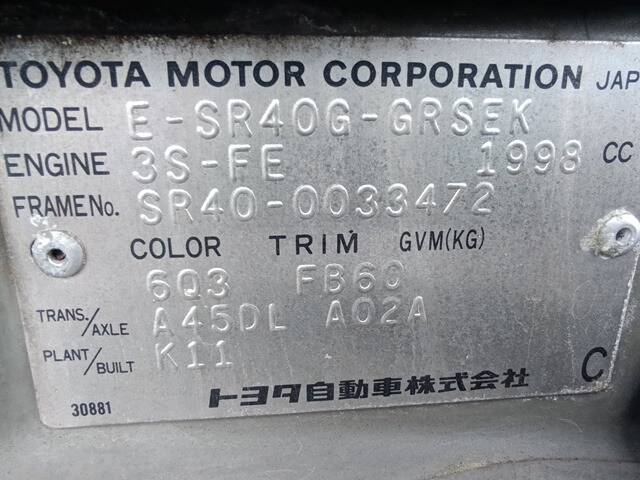 TOYOTA MOTOR CORPORATION JAP
MODEL E-SR40G-GRSEK
ENGINE 3S-FE 1998 CC
FRAME No. SR40-0033472
COLOR TRIM GVM(KG)
6Q3 FB60
TRANS./AXLE A45DL A02A
PLANT/BUILT K11
30881 トヨタ自動車株式会社 C